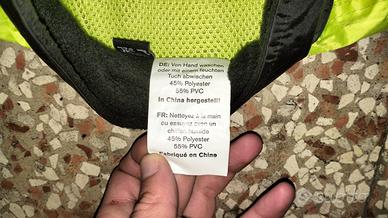 DE: Von Hand waschen
oder mit einem feuchten
Tuch abwischen
45% Polyester
55% PVC
In China hergestellt
FR: Nettoyez à la main
ou essuyez avec un
chiffon humide
45% Polyester
55% PVC
Fabriqué en Chine